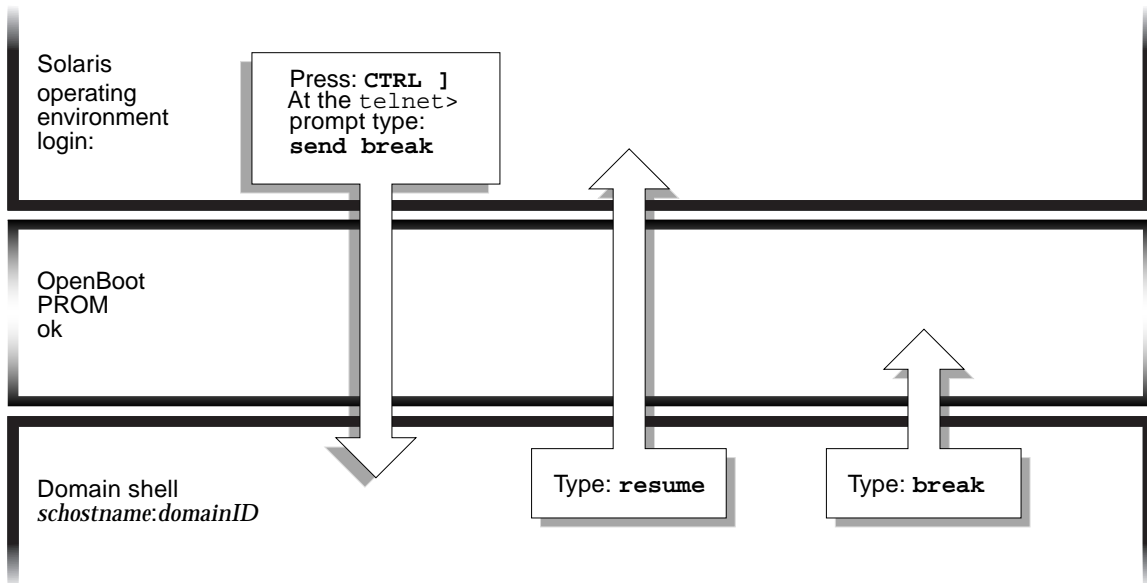 Solaris
operating
environment
login:
Press: CTRL ]
At the telnet>
prompt type:
send break
OpenBoot
PROM
ok
Domain shell
schostname:domainID
Type: resume
Type: break